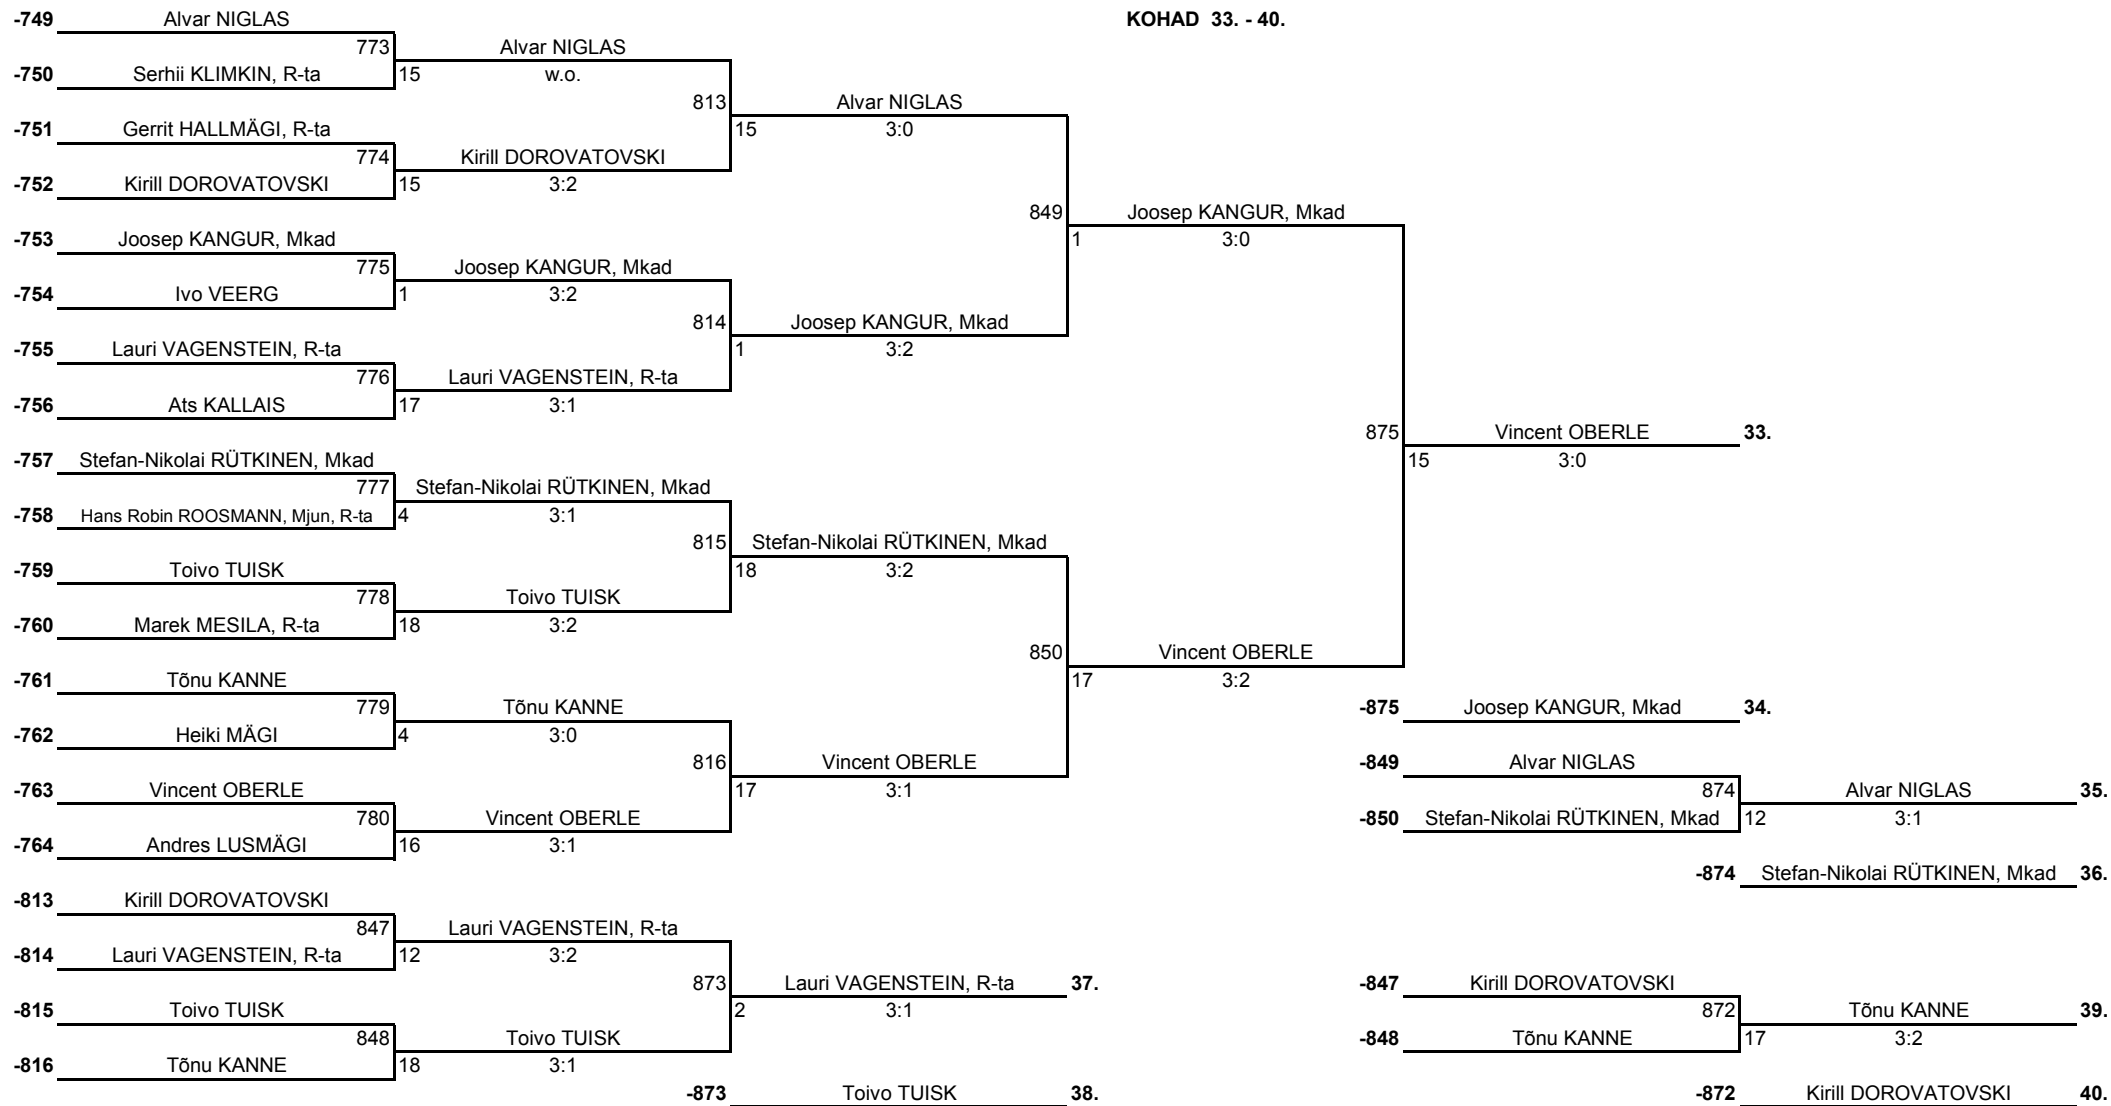 -749 Alvar NIGLAS KOHAD 33. - 40.
773 Alvar NIGLAS
-750 Serhii KLIMKIN, R-ta 15 w.o.
813 Alvar NIGLAS
-751 Gerrit HALLMÄGI, R-ta 15 3:0
774 Kirill DOROVATOVSKI
-752 Kirill DOROVATOVSKI 15 3:2
849 Joosep KANGUR, Mkad
-753 Joosep KANGUR, Mkad 1 3:0
775 Joosep KANGUR, Mkad
-754 Ivo VEERG 1 3:2
814 Joosep KANGUR, Mkad
-755 Lauri VAGENSTEIN, R-ta 1 3:2
776 Lauri VAGENSTEIN, R-ta
-756 Ats KALLAIS 17 3:1
875 Vincent OBERLE 33.
-757 Stefan-Nikolai RÜTKINEN, Mkad 15 3:0
777 Stefan-Nikolai RÜTKINEN, Mkad
-758 Hans Robin ROOSMANN, Mjun, R-ta 4 3:1
815 Stefan-Nikolai RÜTKINEN, Mkad
-759 Toivo TUISK 18 3:2
778 Toivo TUISK
-760 Marek MESILA, R-ta 18 3:2
850 Vincent OBERLE
-761 Tõnu KANNE 17 3:2
779 Tõnu KANNE -875 Joosep KANGUR, Mkad 34.
-762 Heiki MÄGI 4 3:0
816 Vincent OBERLE -849 Alvar NIGLAS
-763 Vincent OBERLE 17 3:1 874 Alvar NIGLAS 35.
780 Vincent OBERLE -850 Stefan-Nikolai RÜTKINEN, Mkad 12 3:1
-764 Andres LUSMÄGI 16 3:1
-874 Stefan-Nikolai RÜTKINEN, Mkad 36.
-813 Kirill DOROVATOVSKI
847 Lauri VAGENSTEIN, R-ta
-814 Lauri VAGENSTEIN, R-ta 12 3:2
873 Lauri VAGENSTEIN, R-ta 37. -847 Kirill DOROVATOVSKI
-815 Toivo TUISK 2 3:1 872 Tõnu KANNE 39.
848 Toivo TUISK -848 Tõnu KANNE 17 3:2
-816 Tõnu KANNE 18 3:1
-873 Toivo TUISK 38. -872 Kirill DOROVATOVSKI 40.